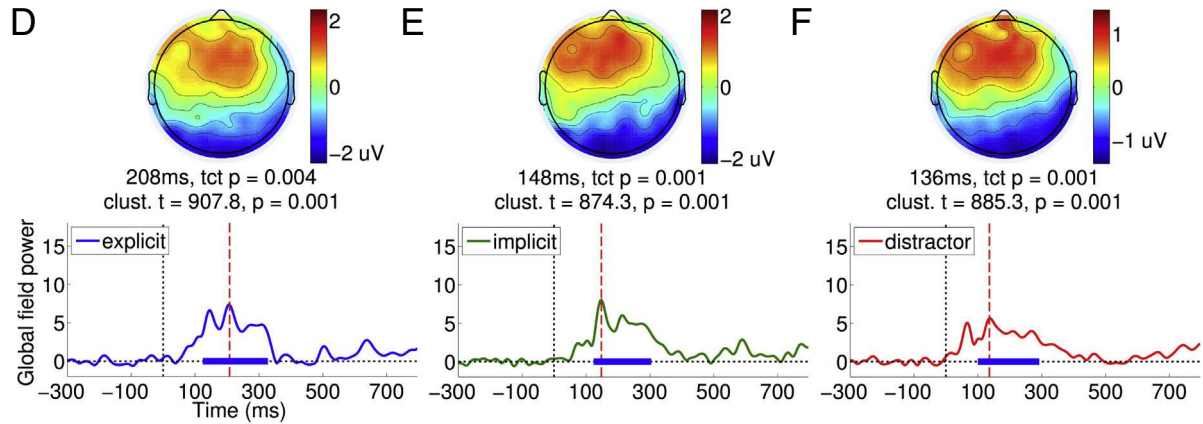 D
2
0
−2 uV
208ms, tct p = 0.004
clust. t = 907.8, p = 0.001
explicit
Global field power
15
10
5
0
−300 −100 100 300 500 700
Time (ms)
E
2
0
−2 uV
148ms, tct p = 0.001
clust. t = 874.3, p = 0.001
implicit
15
10
5
0
−300 −100 100 300 500 700
F
1
0
−1 uV
136ms, tct p = 0.001
clust. t = 885.3, p = 0.001
distractor
15
10
5
0
−300 −100 100 300 500 700